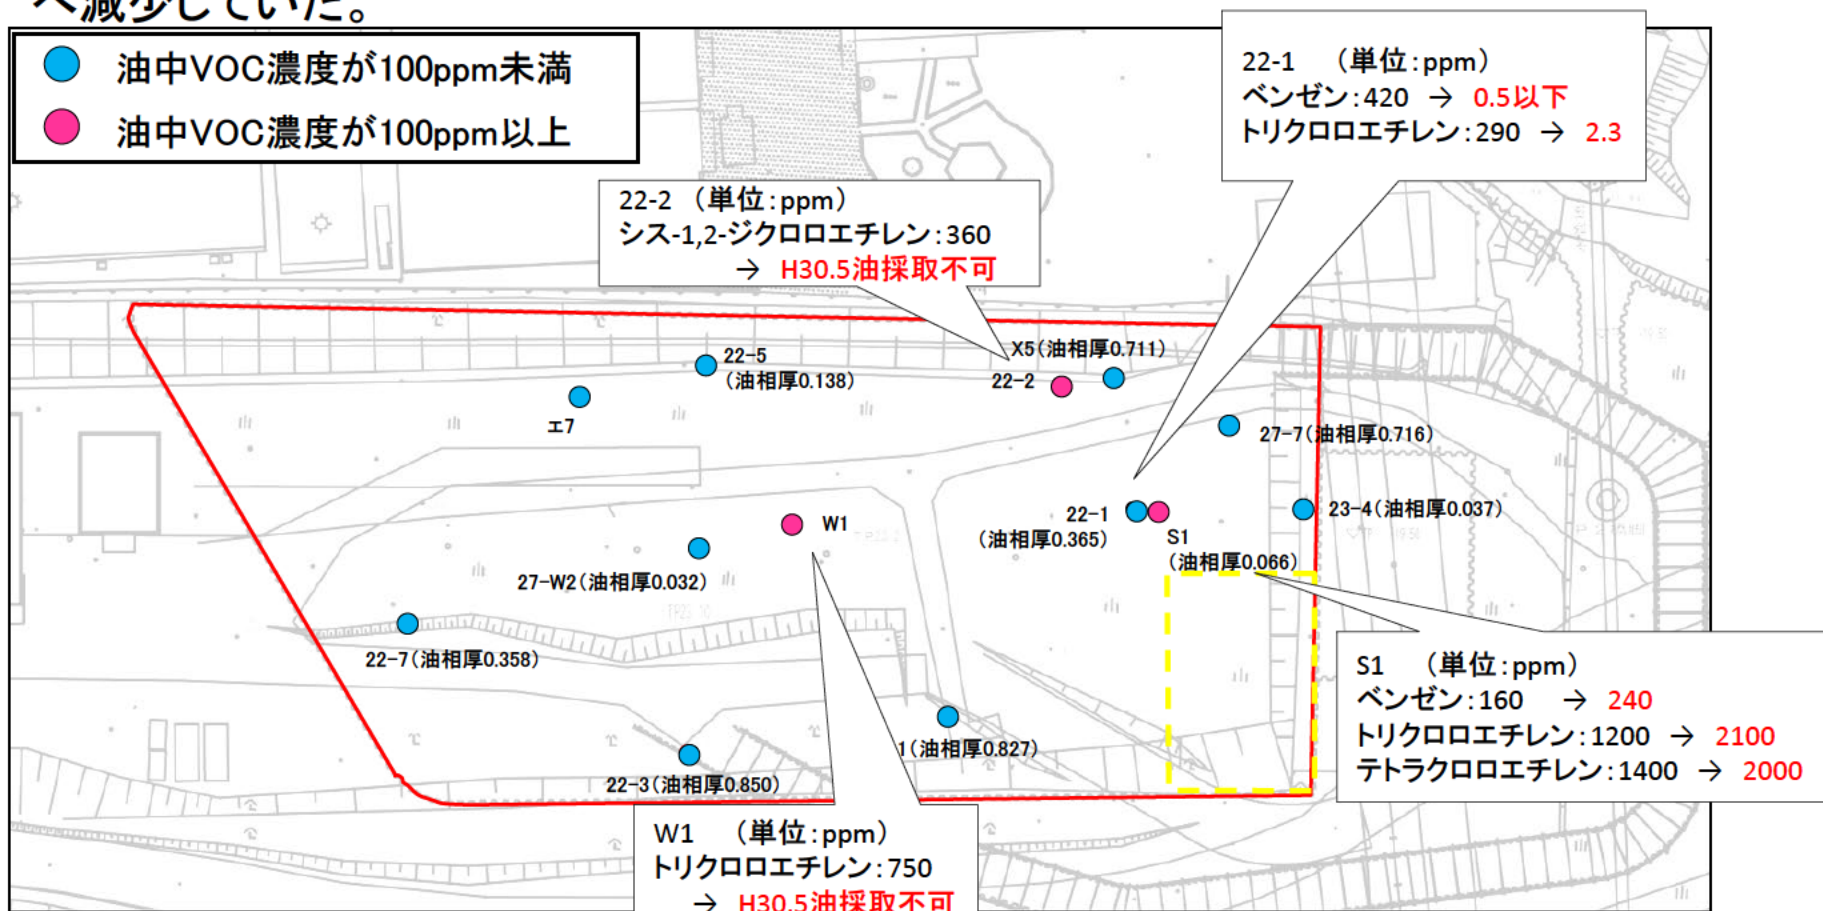 へ減少していた。
油中VOC濃度が100ppm未満
油中VOC濃度が100ppm以上
22-1　（単位：ppm）
ベンゼン：420　→　0.5以下
トリクロロエチレン：290　→　2.3
22-2　（単位：ppm）
シス-1,2-ジクロロエチレン：360
→　H30.5油採取不可
22-5
（油相厚0.138）
エ7
X5（油相厚0.711）
22-2
27-7（油相厚0.716）
22-1
（油相厚0.365）
S1
（油相厚0.066）
23-4（油相厚0.037）
W1
27-W2（油相厚0.032）
22-7（油相厚0.358）
1（油相厚0.827）
22-3（油相厚0.850）
S1　（単位：ppm）
ベンゼン：160　→　240
トリクロロエチレン：1200　→　2100
テトラクロロエチレン：1400　→　2000
W1　（単位：ppm）
トリクロロエチレン：750
→　H30.5油採取不可